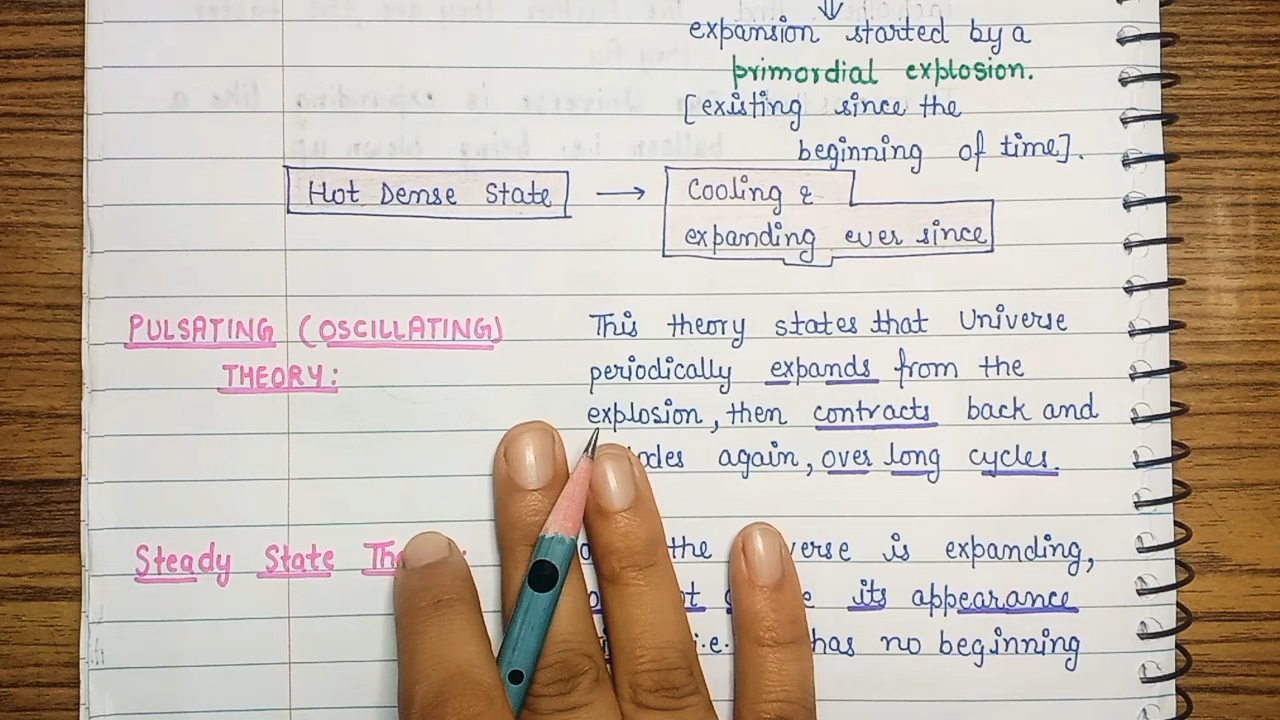 expansion started by a
primordial explosion.
[existing since the
beginning of time].
Hot Dense State → Cooling &
expanding ever since
PULSATING (OSCILLATING)
THEORY:
This theory states that Universe
periodically expands from the
explosion, then contracts back and
again, over long cycles.
Steady State
the is expanding,
its appearance
i.e. has no beginning